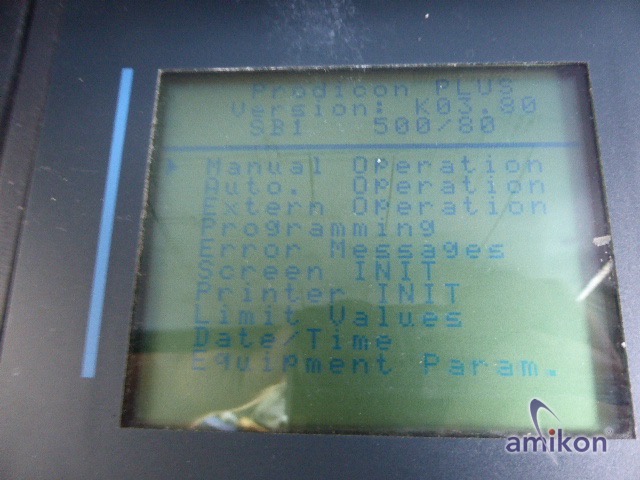 Prodicon PLUS
Version: K03.80
SB1 500/80
Manual Operation
Auto. Operation
Extern Operation
Programming
Error Messages
Screen INIT
Printer INIT
Limit Values
Date/Time
Equipment Param.
amikon®